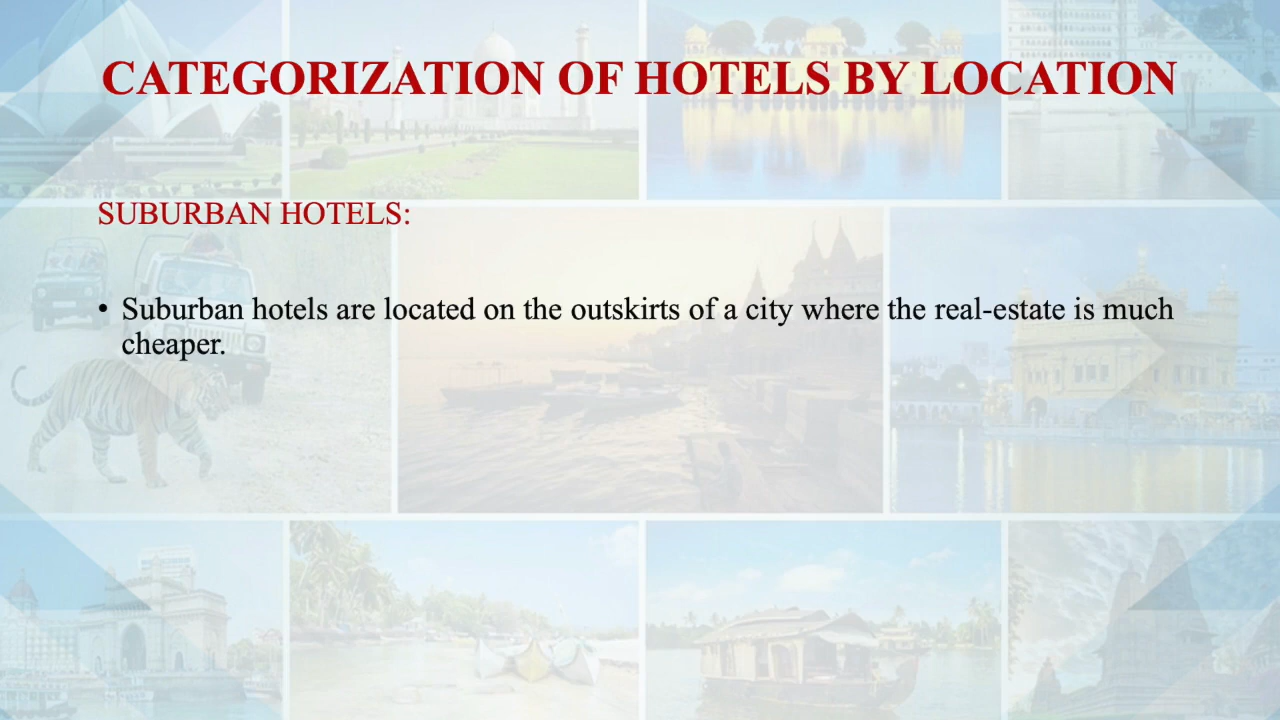 CATEGORIZATION OF HOTELS BY LOCATION
SUBURBAN HOTELS:
• Suburban hotels are located on the outskirts of a city where the real-estate is much
cheaper.